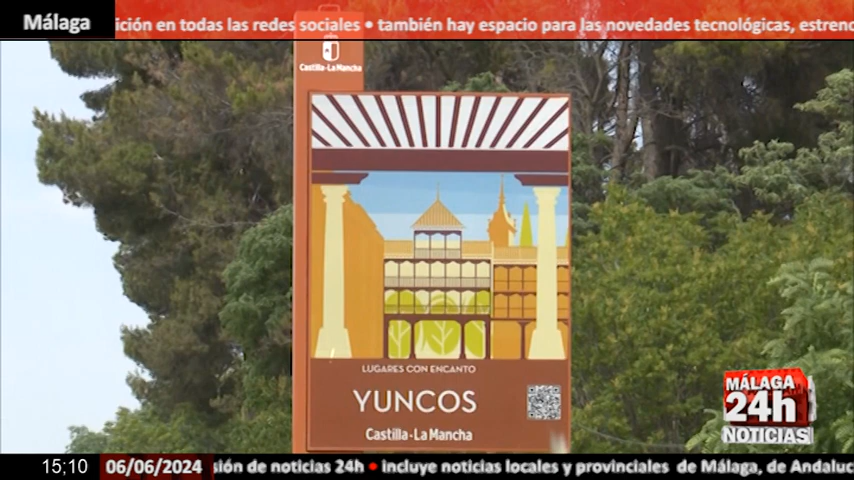 Málaga
ición en todas las redes sociales • también hay espacio para las novedades tecnológicas, estreno
Castilla-La Mancha
LUGARES CON ENCANTO
YUNCOS
Castilla-La Mancha
MÁLAGA
24h
NOTICIAS
15:10 06/06/2024 sión de noticias 24h • incluye noticias locales y provinciales de Málaga, de Andaluc